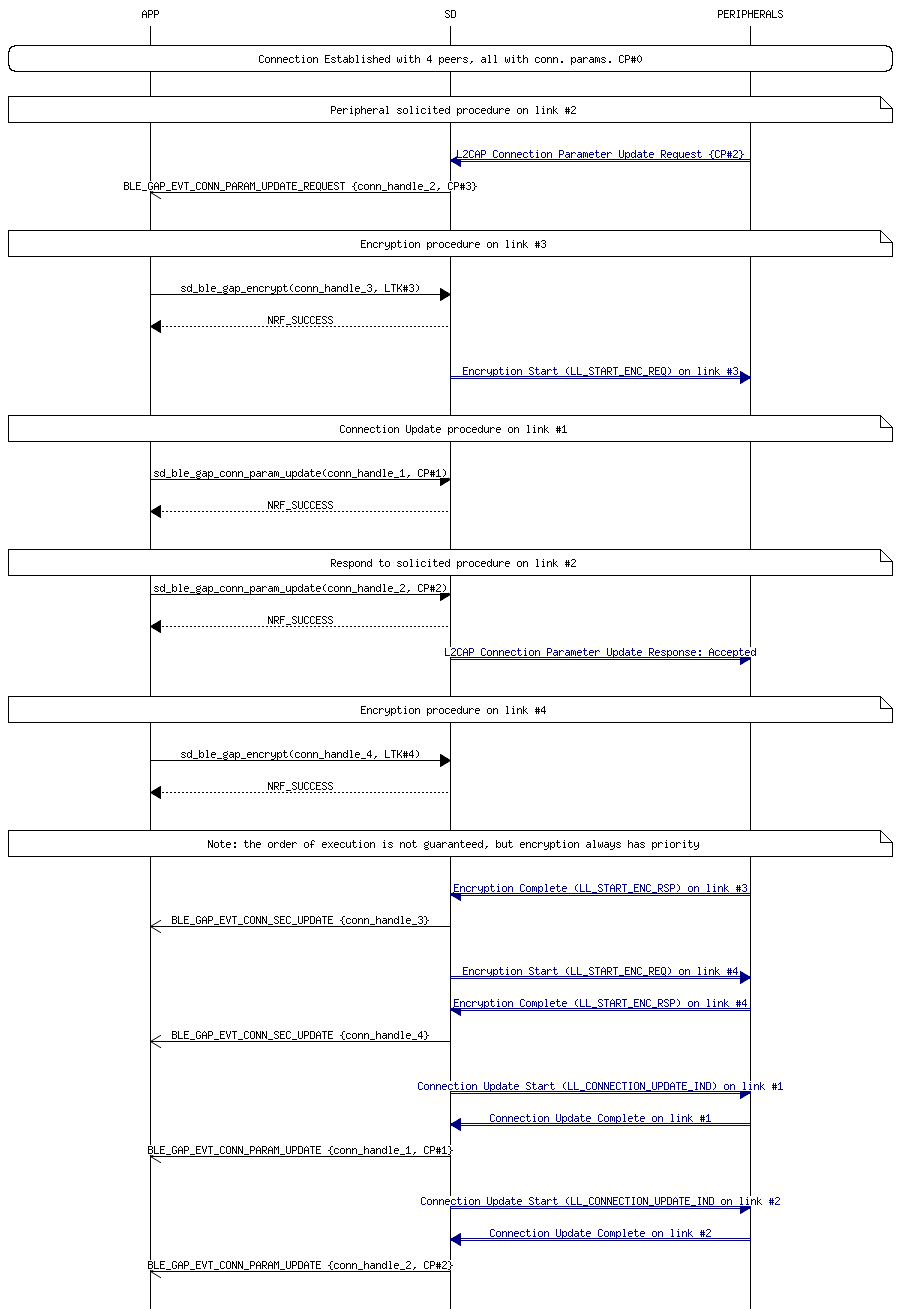 APP SD PERIPHERALS
Connection Established with 4 peers, all with conn. params. CP#0
Peripheral solicited procedure on link #2
L2CAP Connection Parameter Update Request {CP#2}
BLE_GAP_EVT_CONN_PARAM_UPDATE_REQUEST {conn_handle_2, CP#3}
Encryption procedure on link #3
sd_ble_gap_encrypt(conn_handle_3, LTK#3)
NRF_SUCCESS
Encryption Start (LL_START_ENC_REQ) on link #3
Connection Update procedure on link #1
sd_ble_gap_conn_param_update(conn_handle_1, CP#1)
NRF_SUCCESS
Respond to solicited procedure on link #2
sd_ble_gap_conn_param_update(conn_handle_2, CP#2)
NRF_SUCCESS
L2CAP Connection Parameter Update Response: Accepted
Encryption procedure on link #4
sd_ble_gap_encrypt(conn_handle_4, LTK#4)
NRF_SUCCESS
Note: the order of execution is not guaranteed, but encryption always has priority
Encryption Complete (LL_START_ENC_RSP) on link #3
BLE_GAP_EVT_CONN_SEC_UPDATE {conn_handle_3}
Encryption Start (LL_START_ENC_REQ) on link #4
Encryption Complete (LL_START_ENC_RSP) on link #4
BLE_GAP_EVT_CONN_SEC_UPDATE {conn_handle_4}
Connection Update Start (LL_CONNECTION_UPDATE_IND) on link #1
Connection Update Complete on link #1
BLE_GAP_EVT_CONN_PARAM_UPDATE {conn_handle_1, CP#1}
Connection Update Start (LL_CONNECTION_UPDATE_IND on link #2
Connection Update Complete on link #2
BLE_GAP_EVT_CONN_PARAM_UPDATE {conn_handle_2, CP#2}